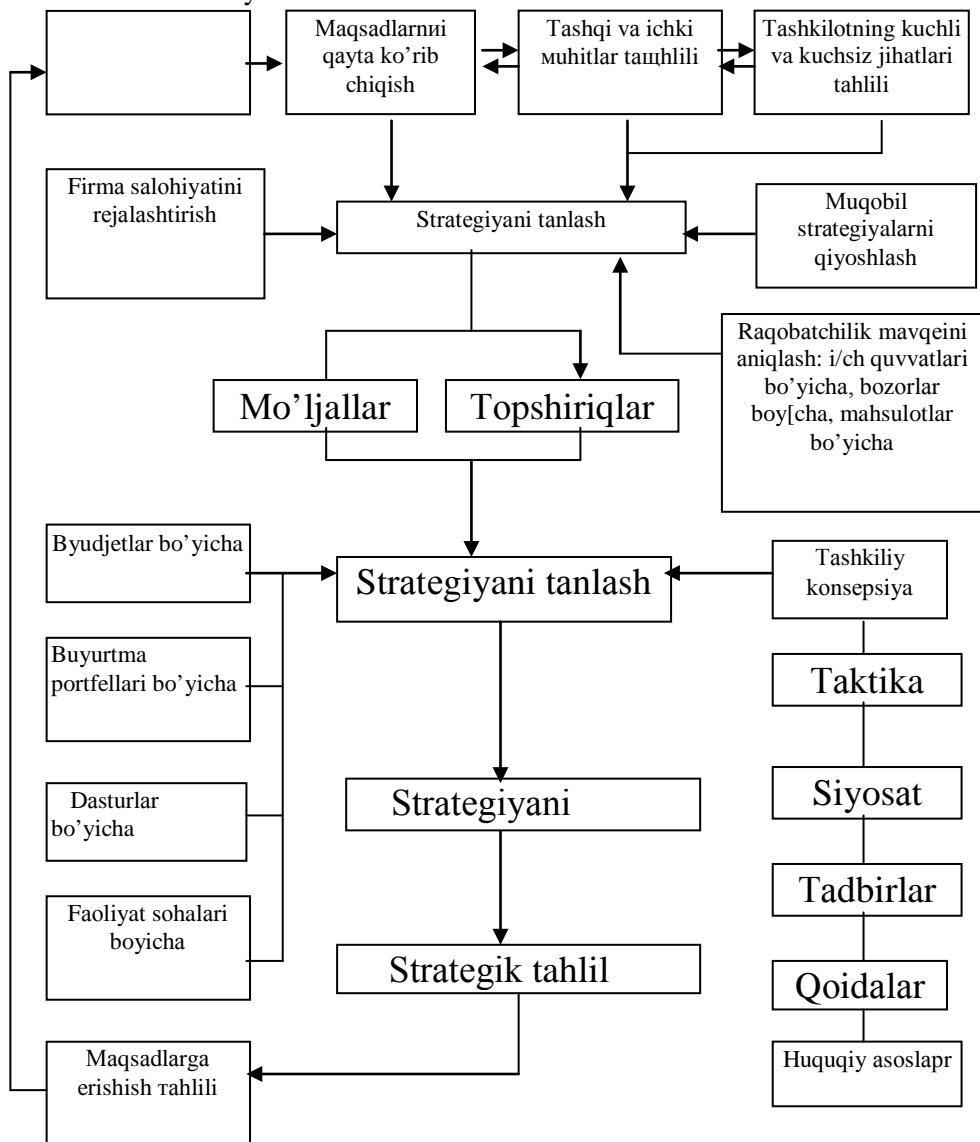 Maqsadlarниi
qayta ko’rib
chiqish
Tashqi va ichki
мuhitlar taщhlili
Tashkilotning kuchli
va kuchsiz jihatlari
tahlili
Firma salohiyatini
rejalashtirish
Strategiyani tanlash
Muqobil
strategiyalarni
qiyoshlash
Raqobatchilik mavqeini
aniqlash: i/ch quvvatlari
bo’yicha, bozorlar
boy[cha, mahsulotlar
bo’yicha
Mo’ljallar
Topshiriqlar
Byudjetlar bo’yicha
Strategiyani tanlash
Tashkiliy
konsepsiya
Buyurtma
portfellari bo’yicha
Taktika
Dasturlar
bo’yicha
Strategiyani
Siyosat
Faoliyat sohalari
boyicha
Tadbirlar
Strategik tahlil
Qoidalar
Maqsadlarga
erishish тahlili
Huquqiy asoslapr